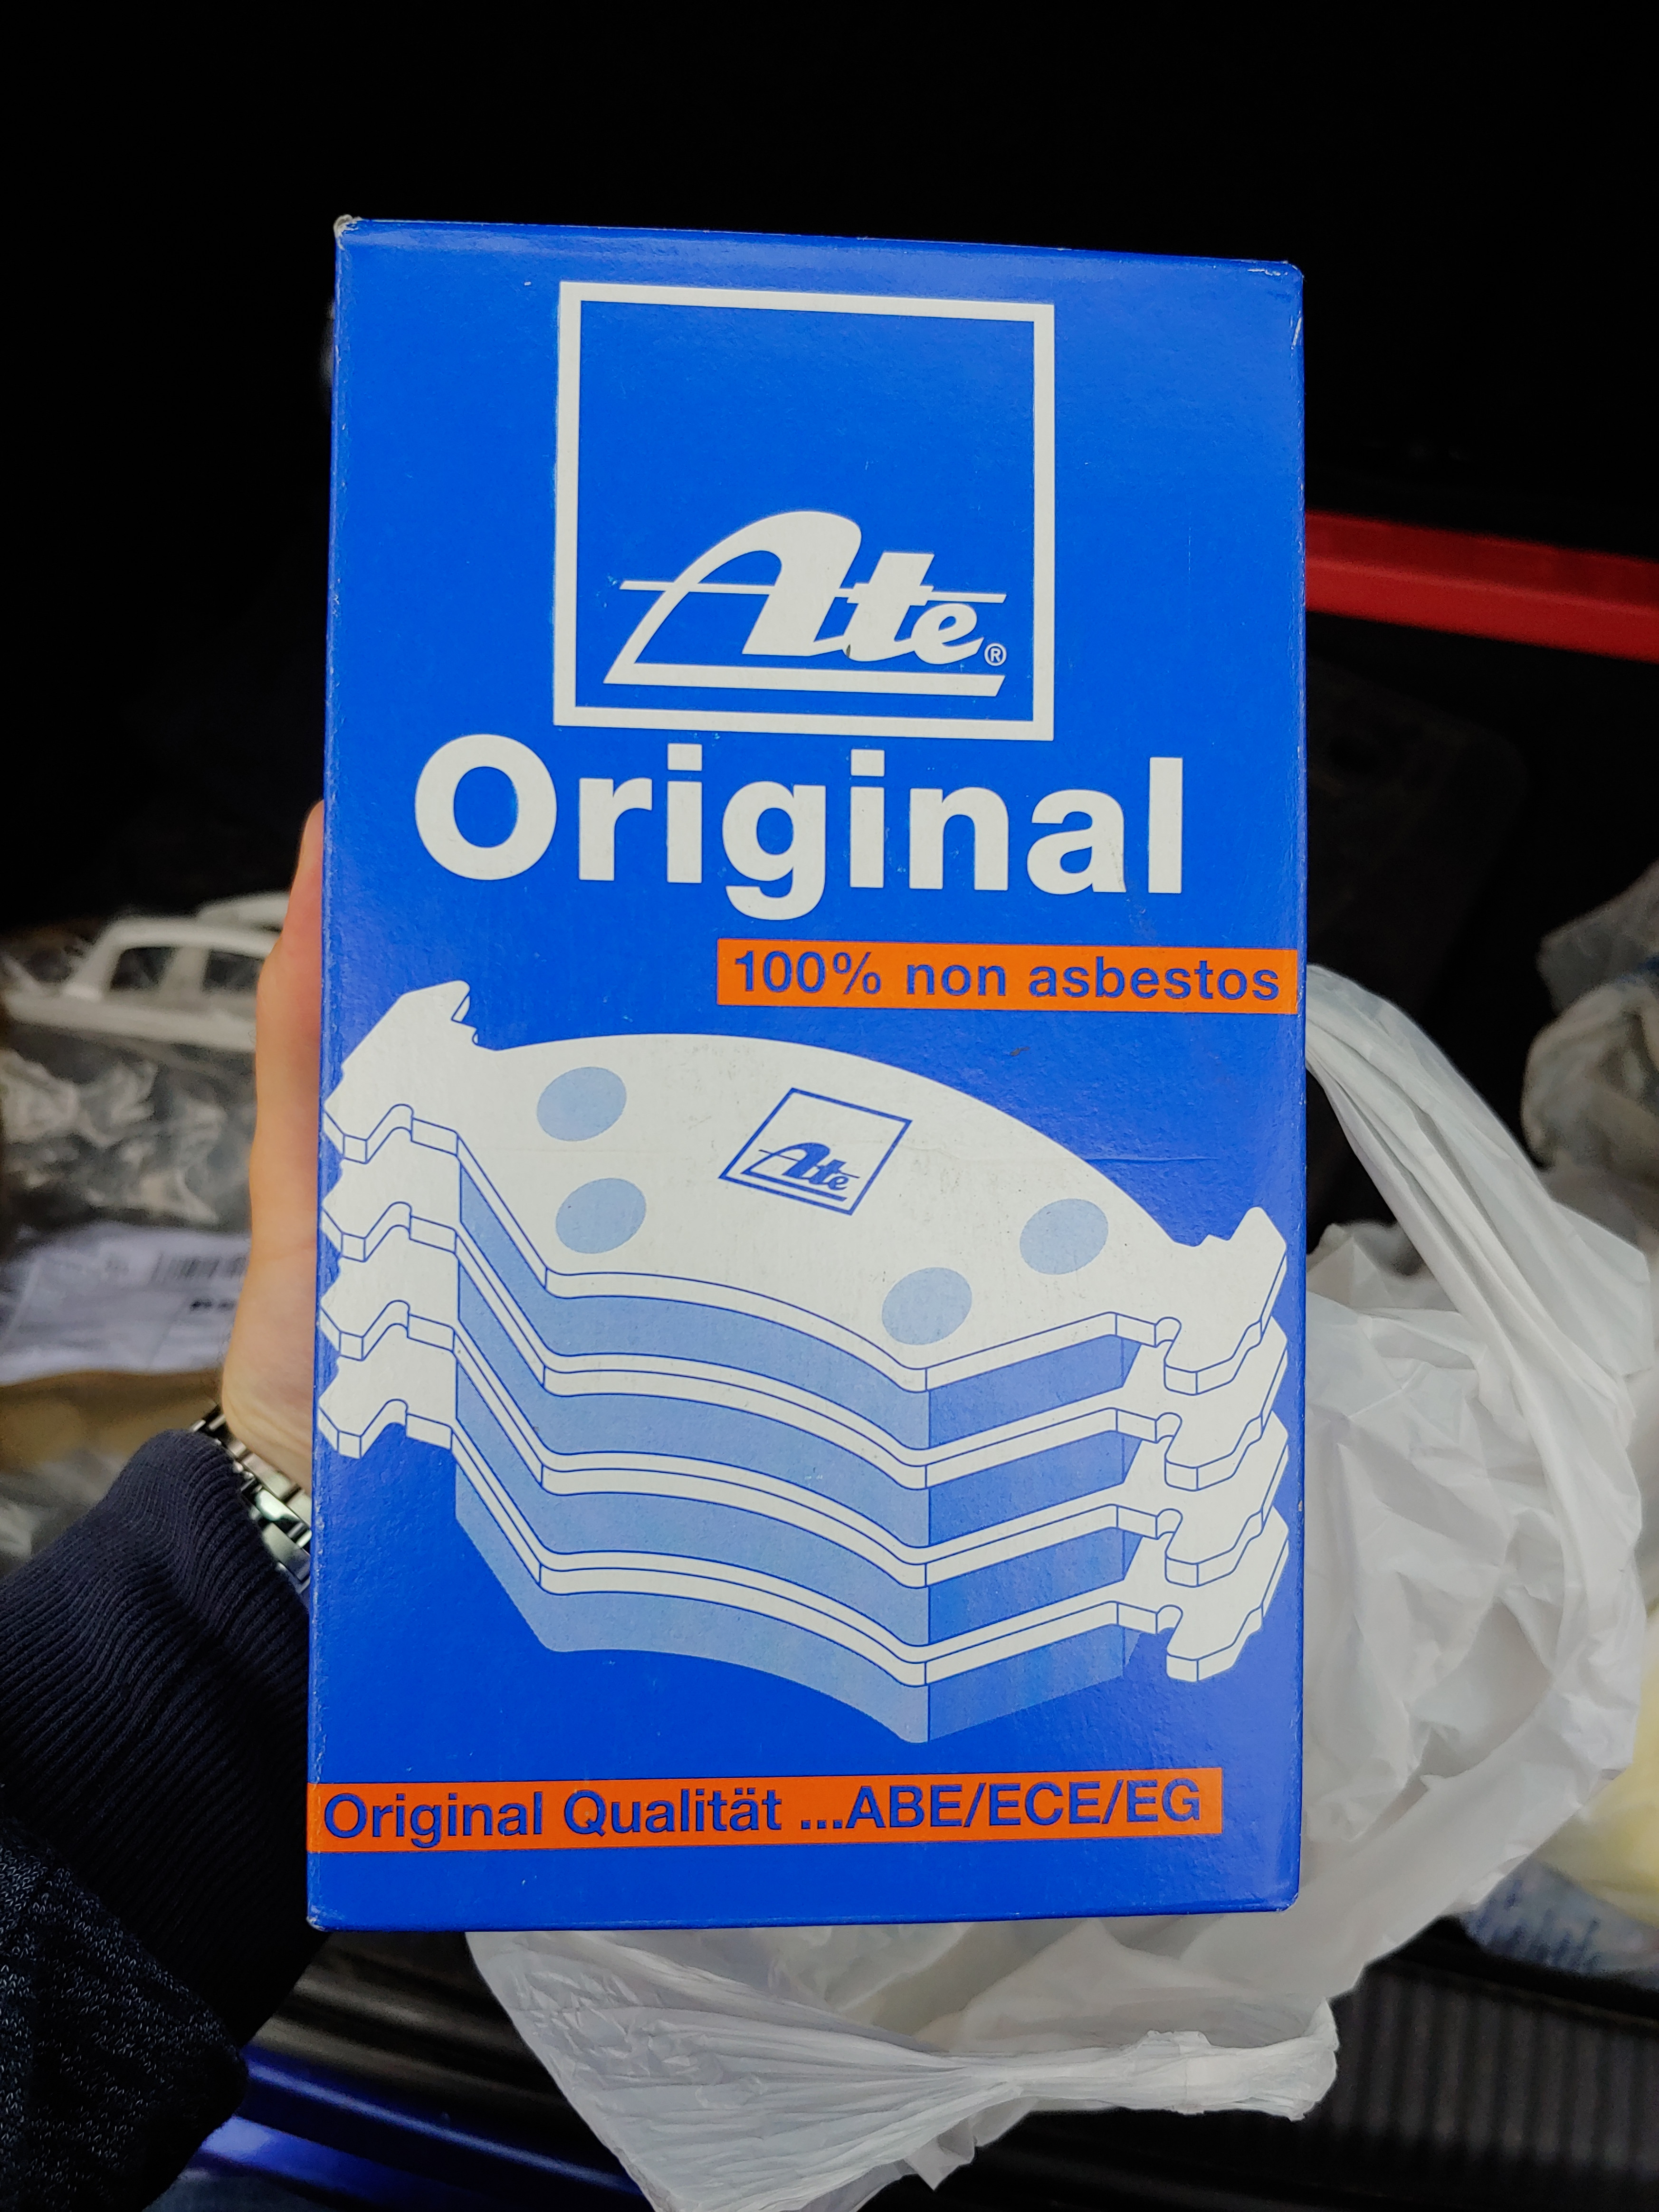 Ate®
Original
100% non asbestos
Ate
Original Qualität ...ABE/ECE/EG